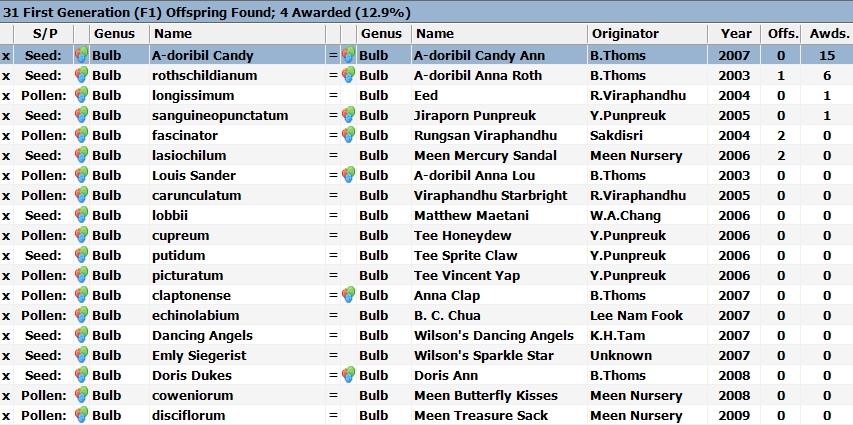 31 First Generation (F1) Offspring Found; 4 Awarded (12.9%)
S/P Genus Name Genus Name Originator Year Offs. Awds.
x Seed: Bulb A-doribil Candy = Bulb A-doribil Candy Ann B.Thoms 2007 0 15
x Seed: Bulb rothschildianum = Bulb A-doribil Anna Roth B.Thoms 2003 1 6
x Pollen: Bulb longissimum = Bulb Eed R.Viraphandhu 2004 0 1
x Seed: Bulb sanguineopunctatum = Bulb Jiraporn Punpreuk Y.Punpreuk 2005 0 1
x Pollen: Bulb fascinator = Bulb Rungsan Viraphandhu Sakdisri 2004 2 0
x Seed: Bulb lasiochilum = Bulb Meen Mercury Sandal Meen Nursery 2006 2 0
x Pollen: Bulb Louis Sander = Bulb A-doribil Anna Lou B.Thoms 2003 0 0
x Pollen: Bulb carunculatum = Bulb Viraphandhu Starbright R.Viraphandhu 2005 0 0
x Seed: Bulb lobbii = Bulb Matthew Maetani W.A.Chang 2006 0 0
x Pollen: Bulb cupreum = Bulb Tee Honeydew Y.Punpreuk 2006 0 0
x Seed: Bulb putidum = Bulb Tee Sprite Claw Y.Punpreuk 2006 0 0
x Pollen: Bulb picturatum = Bulb Tee Vincent Yap Y.Punpreuk 2006 0 0
x Pollen: Bulb claptonense = Bulb Anna Clap B.Thoms 2007 0 0
x Pollen: Bulb echinolabium = Bulb B. C. Chua Lee Nam Fook 2007 0 0
x Seed: Bulb Dancing Angels = Bulb Wilson's Dancing Angels K.H.Tam 2007 0 0
x Seed: Bulb Emly Siegerist = Bulb Wilson's Sparkle Star Unknown 2007 0 0
x Seed: Bulb Doris Dukes = Bulb Doris Ann B.Thoms 2008 0 0
x Pollen: Bulb coweniorum = Bulb Meen Butterfly Kisses Meen Nursery 2008 0 0
x Pollen: Bulb disciflorum = Bulb Meen Treasure Sack Meen Nursery 2009 0 0